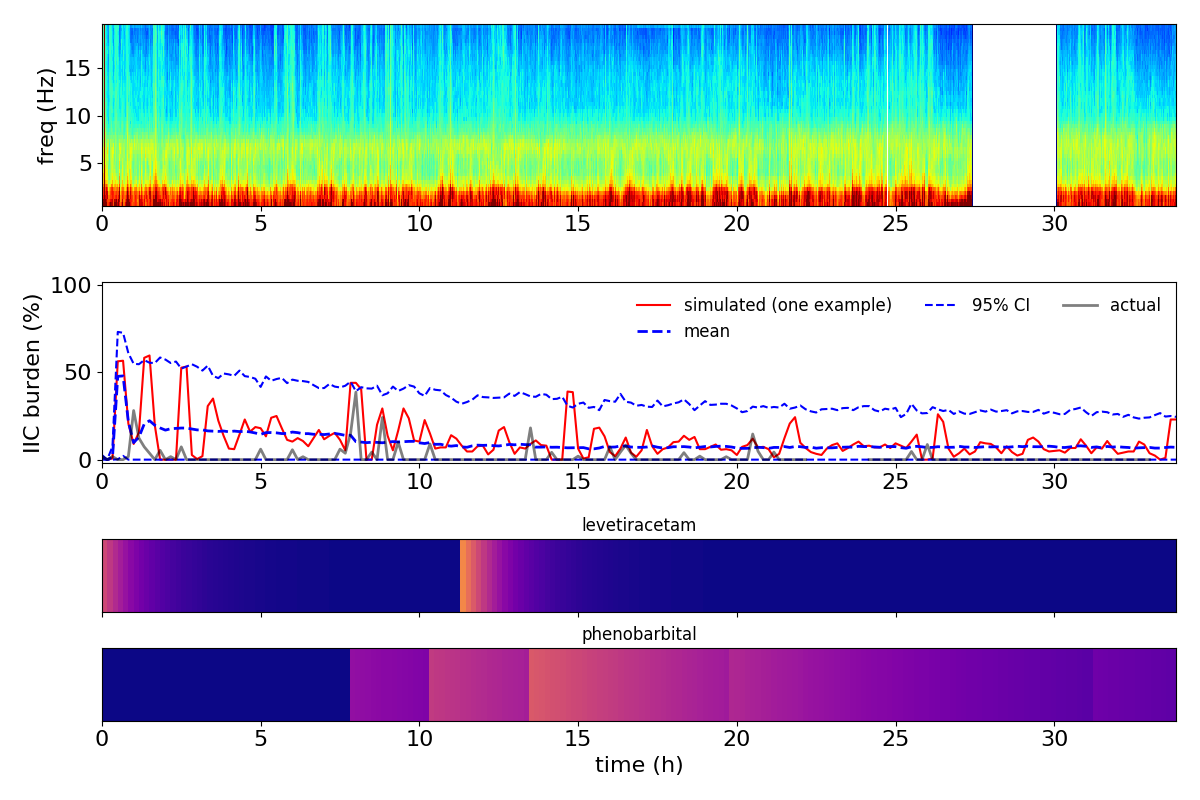 15
10
5
freq (Hz)
0 5 10 15 20 25 30
100
50
0
IIC burden (%)
simulated (one example) 95% CI actual
mean
0 5 10 15 20 25 30
levetiracetam
phenobarbital
0 5 10 15 20 25 30
time (h)